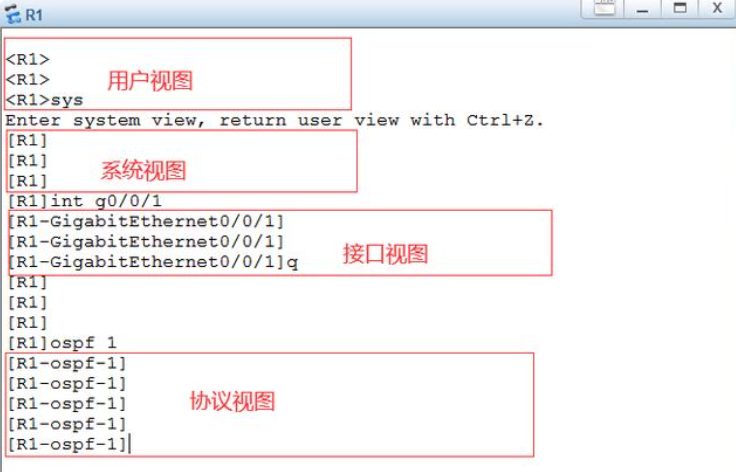 R1
<R1>
<R1> 用户视图
<R1>sys
Enter system view, return user view with Ctrl+Z.
[R1]
[R1] 系统视图
[R1]
[R1]int g0/0/1
[R1-GigabitEthernet0/0/1]
[R1-GigabitEthernet0/0/1]
[R1-GigabitEthernet0/0/1]q 接口视图
[R1]
[R1]
[R1]
[R1]ospf 1
[R1-ospf-1]
[R1-ospf-1]
[R1-ospf-1] 协议视图
[R1-ospf-1]
[R1-ospf-1]